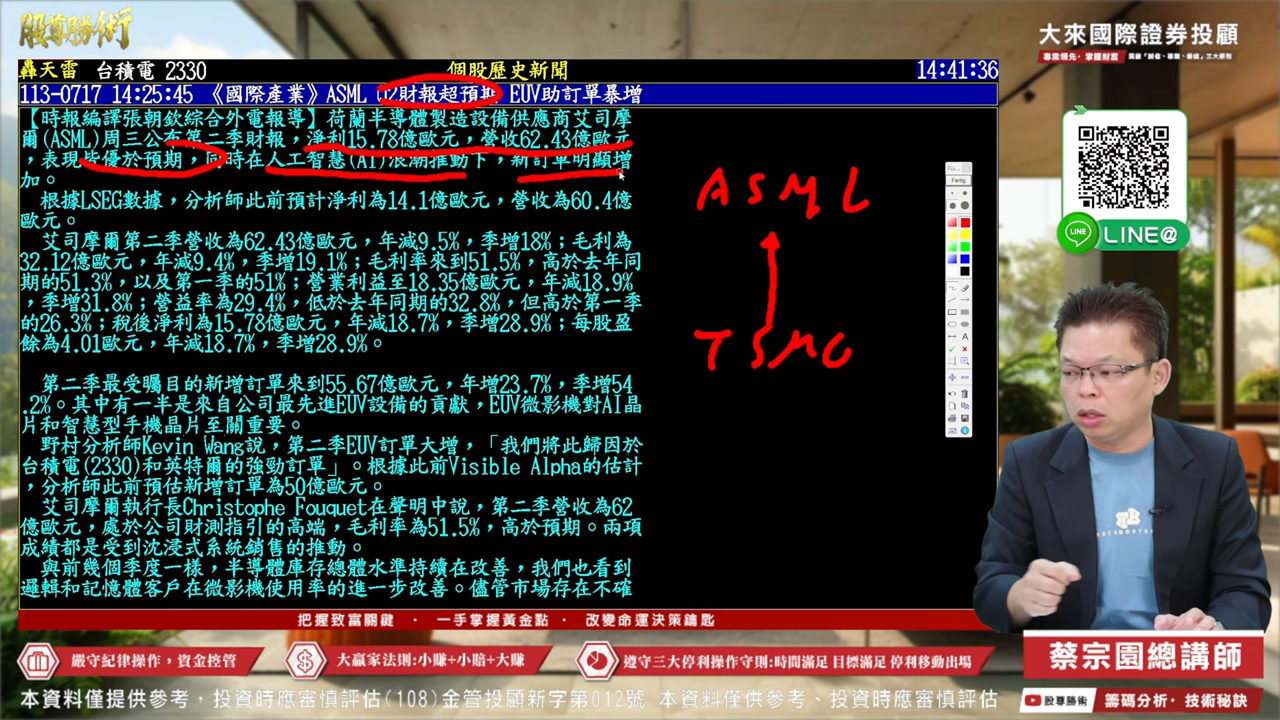 股尊勝術
大來國際證券投顧
專業領先・掌握財富
轟天雷 台積電 2330 個股歷史新聞 14:41:36
113-0717 14:25:45 《國際產業》ASML Q2財報超預期 EUV助訂單暴增
【時報編譯張朝欽綜合外電報導】荷蘭半導體製造設備供應商艾司摩
爾(ASML)周三公布第二季財報，淨利15.78億歐元，營收62.43億歐元
，表現皆優於預期，同時在人工智慧(AI)浪潮推動下，新訂單明顯增
加。
根據LSEG數據，分析師此前預計淨利為14.1億歐元，營收為60.4億
歐元。
艾司摩爾第二季營收為62.43億歐元，年減9.5%，季增18%；毛利為
32.12億歐元，年減9.4%，季增19.1%；毛利率來到51.5%，高於去年同
期的51.3%，以及第一季的51%；營業利益至18.35億歐元，年減18.9%
，季增31.8%；營益率為29.4%，低於去年同期的32.8%，但高於第一季
的26.3%；稅後淨利為15.78億歐元，年減18.7%，季增28.9%；每股盈
餘為4.01歐元，年減18.7%，季增28.9%。
第二季最受矚目的新增訂單來到55.67億歐元，年增23.7%，季增54
.2%。其中有一半是來自公司最先進EUV設備的貢獻，EUV微影機對AI晶
片和智慧型手機晶片至關重要。
野村分析師Kevin Wang說，第二季EUV訂單大增，「我們將此歸因於
台積電(2330)和英特爾的強勁訂單」。根據此前Visible Alpha的估計
，分析師此前預估新增訂單為50億歐元。
艾司摩爾執行長Christophe Fouquet在聲明中說，第二季營收為62
億歐元，處於公司財測指引的高端，毛利率為51.5%，高於預期。兩項
成績都是受到沈浸式系統銷售的推動。
與前幾個季度一樣，半導體庫存總體水準持續在改善，我們也看到
邏輯和記憶體客戶在微影機使用率的進一步改善。儘管市場存在不確
ASML
TSMC
Fertig
A
LINE
LINE@
把握致富關鍵 · 一手掌握黃金點 · 改變命運決策鑰匙
嚴守紀律操作，資金控管
大贏家法則:小賺+小賠+大賺
遵守三大停利操作守則:時間滿足 目標滿足 停利移動出場
蔡宗園總講師
本資料僅提供參考，投資時應審慎評估(108)金管投顧新字第012號 本資料僅供參考、投資時應審慎評估
股尊勝術
籌碼分析・技術秘訣